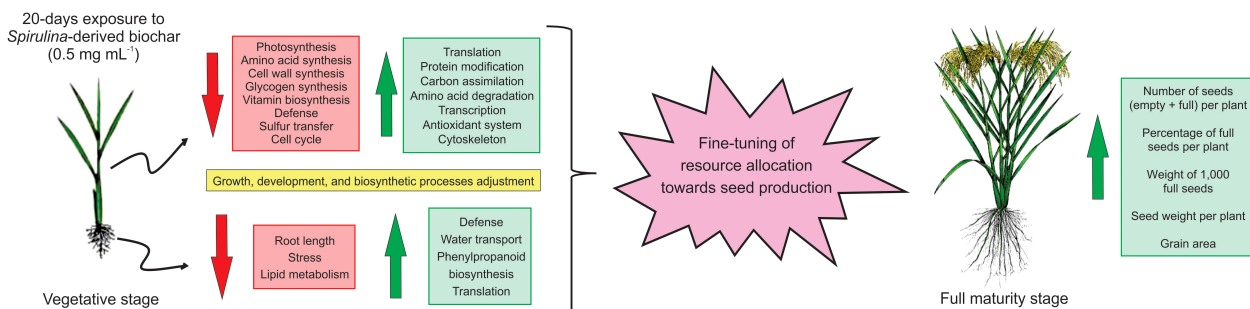 20-days exposure to
Spirulina-derived biochar
(0.5 mg mL⁻¹)
Vegetative stage
Photosynthesis
Amino acid synthesis
Cell wall synthesis
Glycogen synthesis
Vitamin biosynthesis
Defense
Sulfur transfer
Cell cycle
Translation
Protein modification
Carbon assimilation
Amino acid degradation
Transcription
Antioxidant system
Cytoskeleton
Growth, development, and biosynthetic processes adjustment
Root length
Stress
Lipid metabolism
Defense
Water transport
Phenylpropanoid
biosynthesis
Translation
Fine-tuning of
resource allocation
towards seed production
Full maturity stage
Number of seeds
(empty + full) per plant
Percentage of full
seeds per plant
Weight of 1,000
full seeds
Seed weight per plant
Grain area